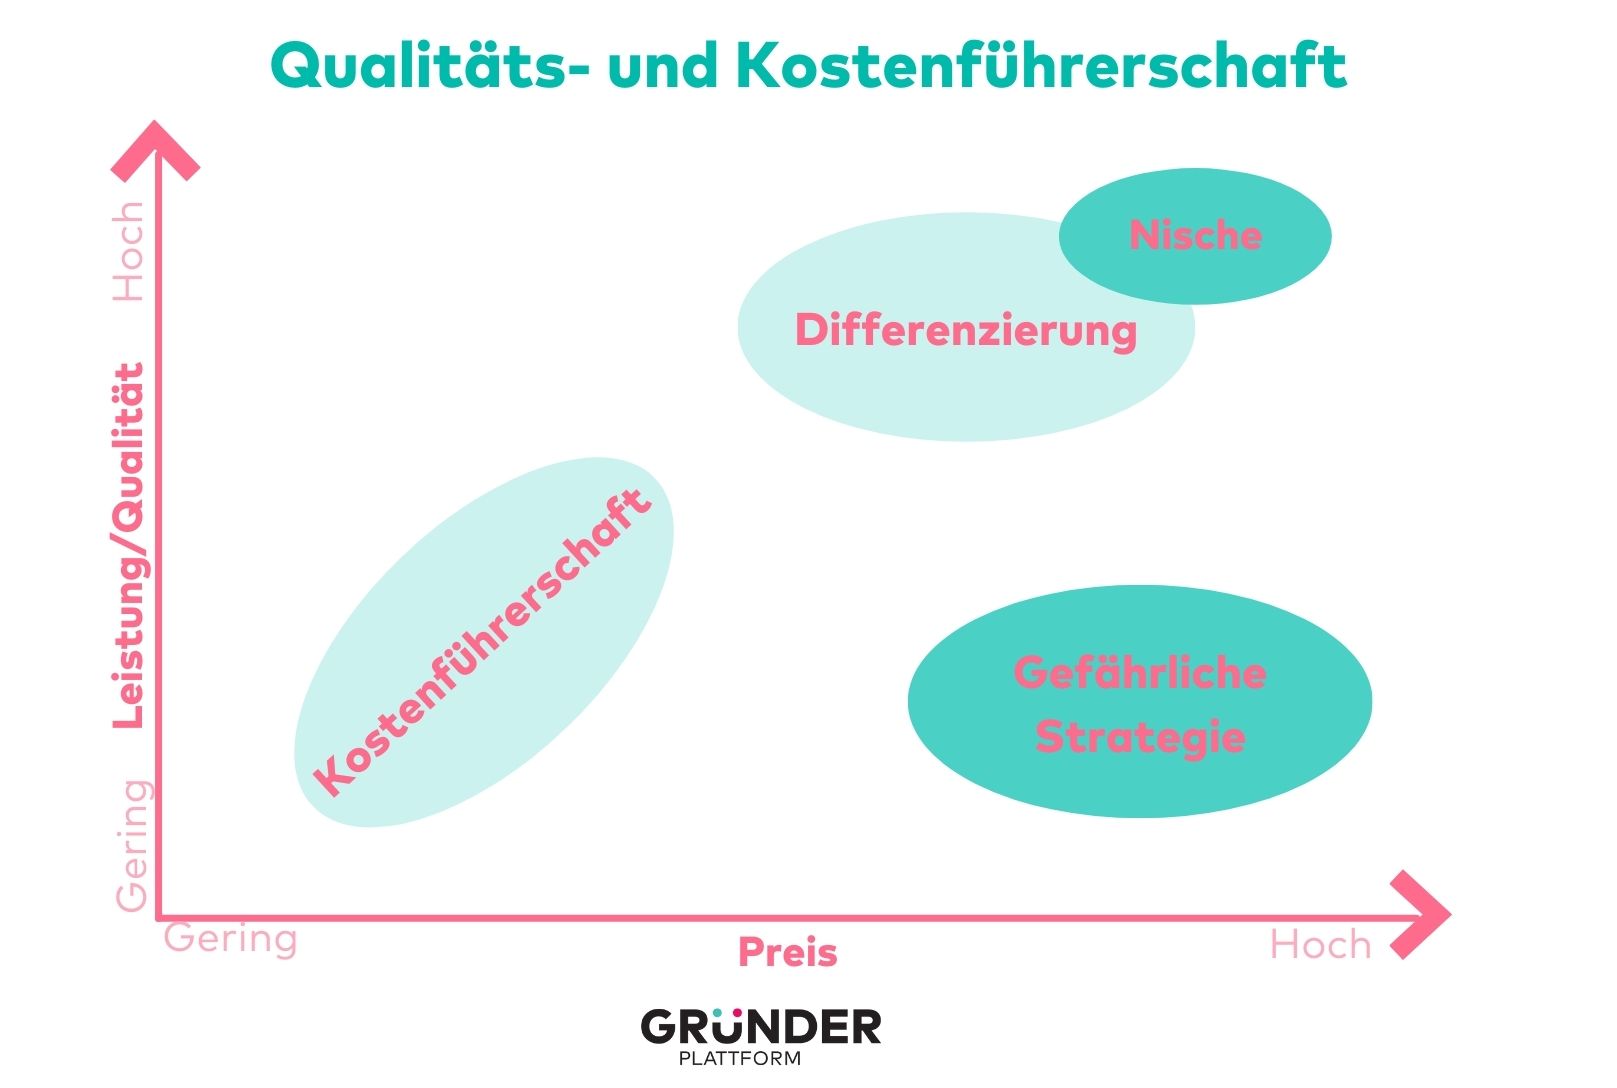 Qualitäts- und Kostenführerschaft
Hoch
Leistung/Qualität
Gering
Nische
Differenzierung
Kostenführerschaft
Gefährliche
Strategie
Gering
Preis
Hoch
GRÜNDER
PLATTFORM